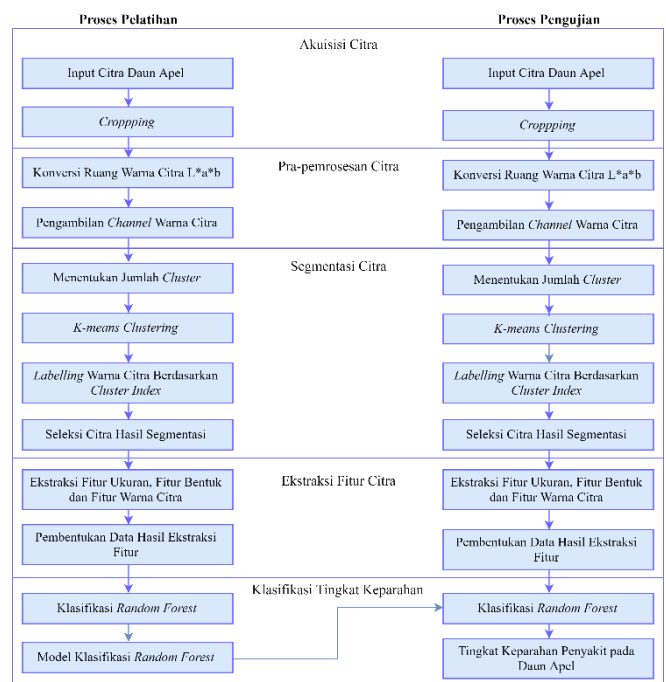 Proses Pelatihan
Proses Pengujian
Akuisisi Citra
Input Citra Daun Apel
Input Citra Daun Apel
Croppping
Croppping
Pra-pemrosesan Citra
Konversi Ruang Warna Citra L*a*b
Konversi Ruang Warna Citra L*a*b
Pengambilan Channel Warna Citra
Pengambilan Channel Warna Citra
Segmentasi Citra
Menentukan Jumlah Cluster
Menentukan Jumlah Cluster
K-means Clustering
K-means Clustering
Labelling Warna Citra Berdasarkan
Cluster Index
Labelling Warna Citra Berdasarkan
Cluster Index
Seleksi Citra Hasil Segmentasi
Seleksi Citra Hasil Segmentasi
Ekstraksi Fitur Citra
Ekstraksi Fitur Ukuran, Fitur Bentuk
dan Fitur Warna Citra
Ekstraksi Fitur Ukuran, Fitur Bentuk
dan Fitur Warna Citra
Pembentukan Data Hasil Ekstraksi
Fitur
Pembentukan Data Hasil Ekstraksi
Fitur
Klasifikasi Tingkat Keparahan
Klasifikasi Random Forest
Klasifikasi Random Forest
Model Klasifikasi Random Forest
Tingkat Keparahan Penyakit pada
Daun Apel